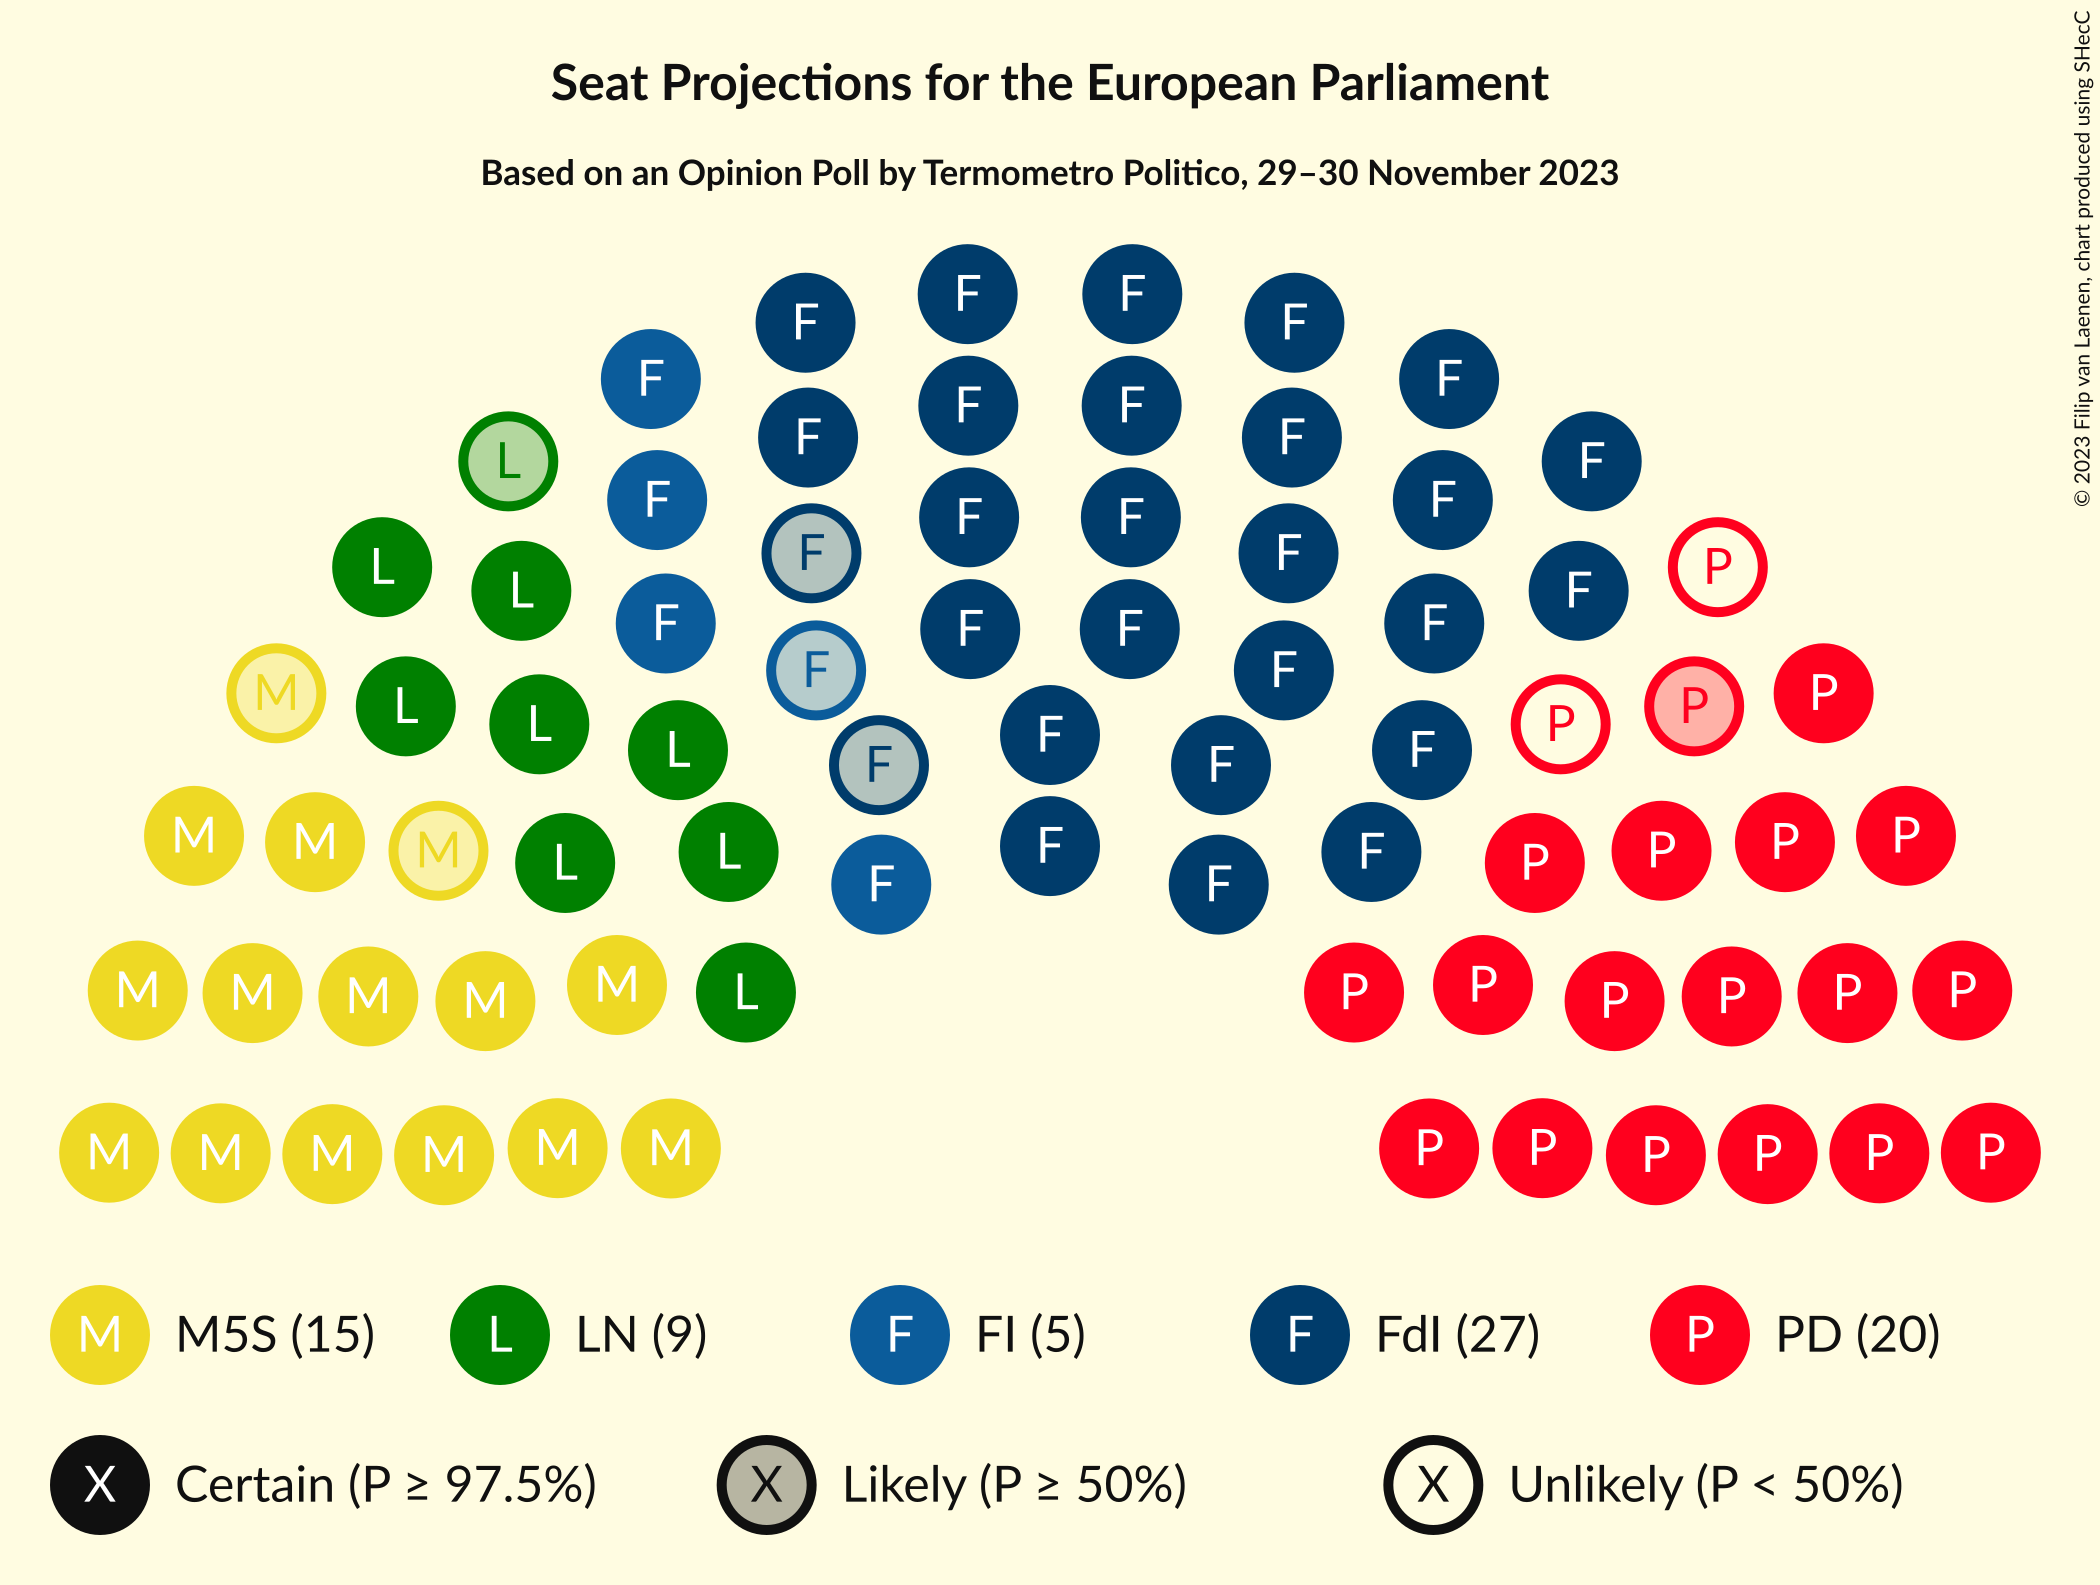 Seat Projections for the European Parliament
Based on an Opinion Poll by Termometro Politico, 29–30 November 2023
© 2023 Filip van Laenen, chart produced using SHecC
F F
F F
F F
F F F F
L F
F F
F F
F F
L P
L F
F F F F
F F
M P
L P
L P
L F
F F
F
M P
M P
M P
L P
L F
F F
F
M P
M P
M P
M P
M P
L P
M M M M M M P P P P P P
M M5S (15) L LN (9) F FI (5) F FdI (27) P PD (20)
X Certain (P ≥ 97.5%) X Likely (P ≥ 50%) X Unlikely (P < 50%)